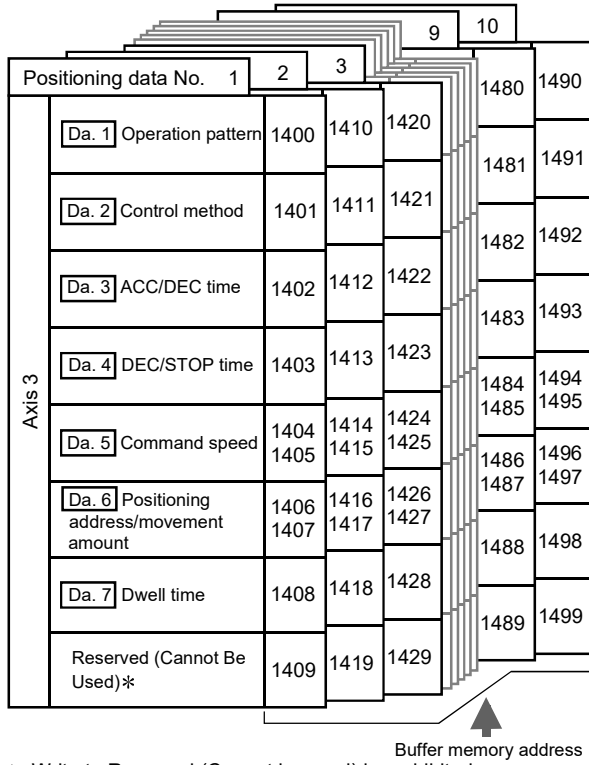 9 10
Positioning data No. 1 2 3
1480 1490
Da. 1 Operation pattern 1400 1410 1420
1481 1491
Da. 2 Control method 1401 1411 1421
1482 1492
Da. 3 ACC/DEC time 1402 1412 1422
1483 1493
Da. 4 DEC/STOP time 1403 1413 1423
Axis 3
1484 1494
1485 1495
Da. 5 Command speed 1404 1414 1424
1405 1415 1425
1486 1496
1487 1497
Da. 6 Positioning
address/movement
amount
1406 1416 1426
1407 1417 1427
1488 1498
Da. 7 Dwell time 1408 1418 1428
1489 1499
Reserved (Cannot Be
Used)*
1409 1419 1429
Buffer memory address